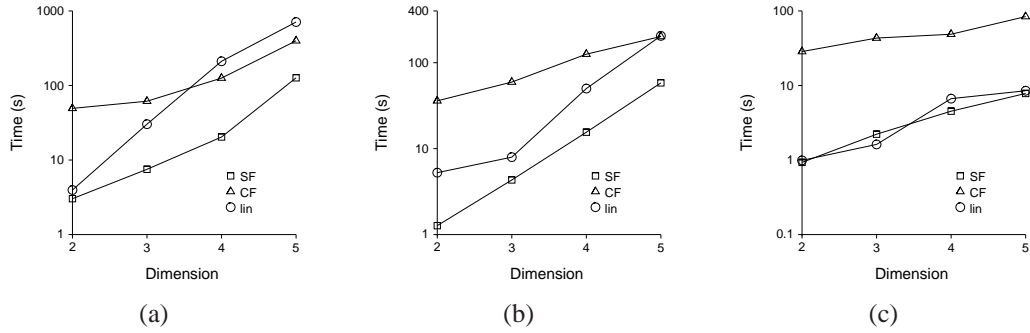 1000
100
10
1
Time (s)
2 3 4 5
Dimension
SF
CF
lin
(a)
400
100
10
1
Time (s)
2 3 4 5
Dimension
SF
CF
lin
(b)
100
10
1
0.1
Time (s)
2 3 4 5
Dimension
SF
CF
lin
(c)